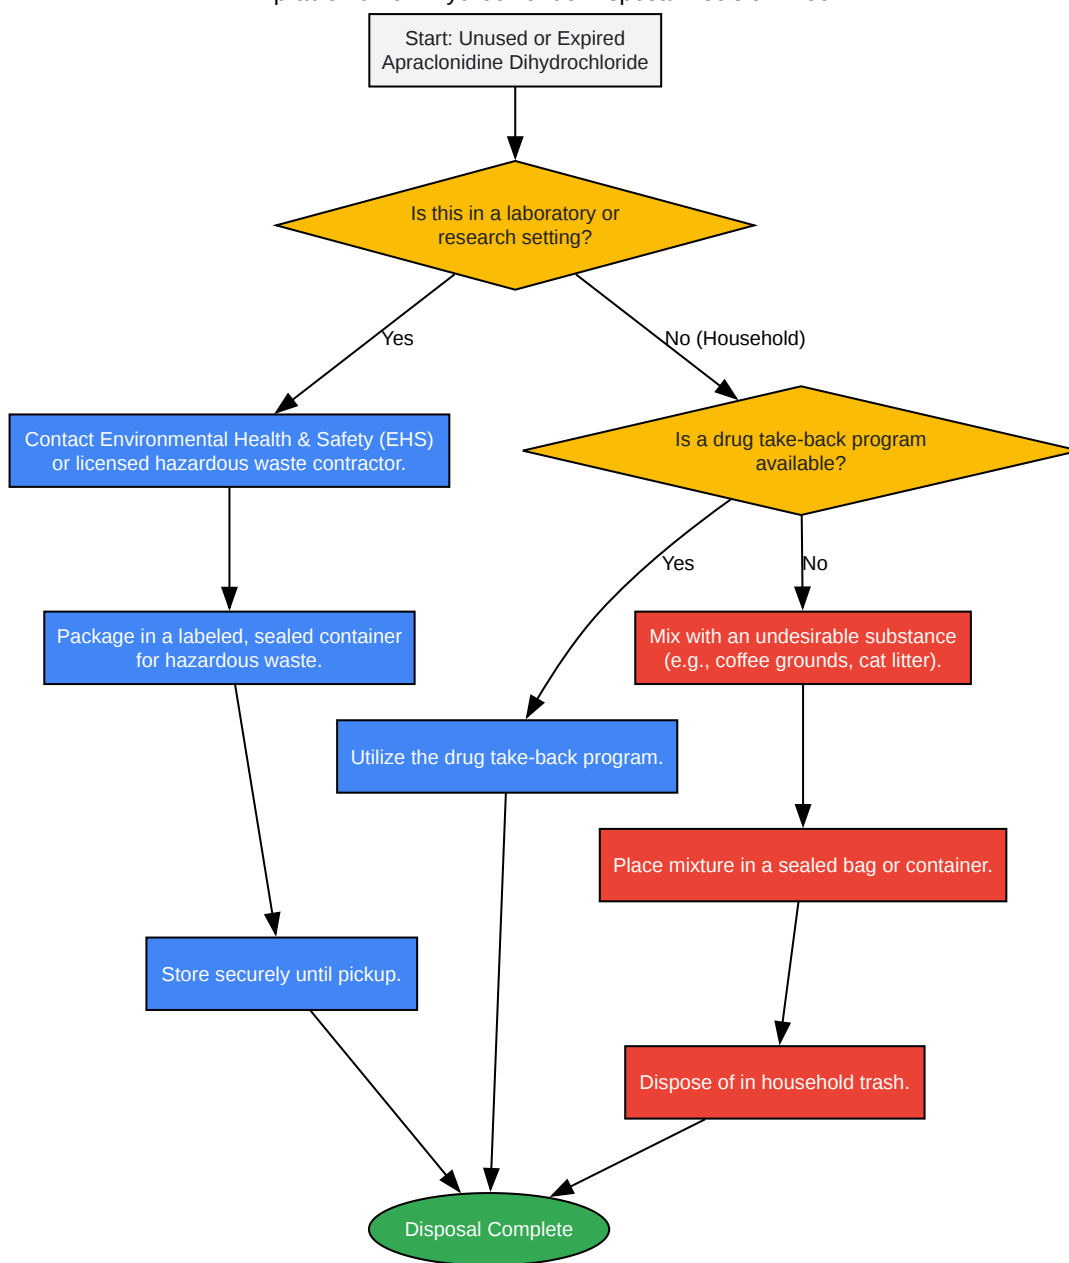 Start: Unused or Expired
Apraclonidine Dihydrochloride
Is this in a laboratory or
research setting?
Yes
No (Household)
Contact Environmental Health & Safety (EHS)
or licensed hazardous waste contractor.
Is a drug take-back program
available?
Yes
No
Package in a labeled, sealed container
for hazardous waste.
Mix with an undesirable substance
(e.g., coffee grounds, cat litter).
Utilize the drug take-back program.
Place mixture in a sealed bag or container.
Store securely until pickup.
Dispose of in household trash.
Disposal Complete